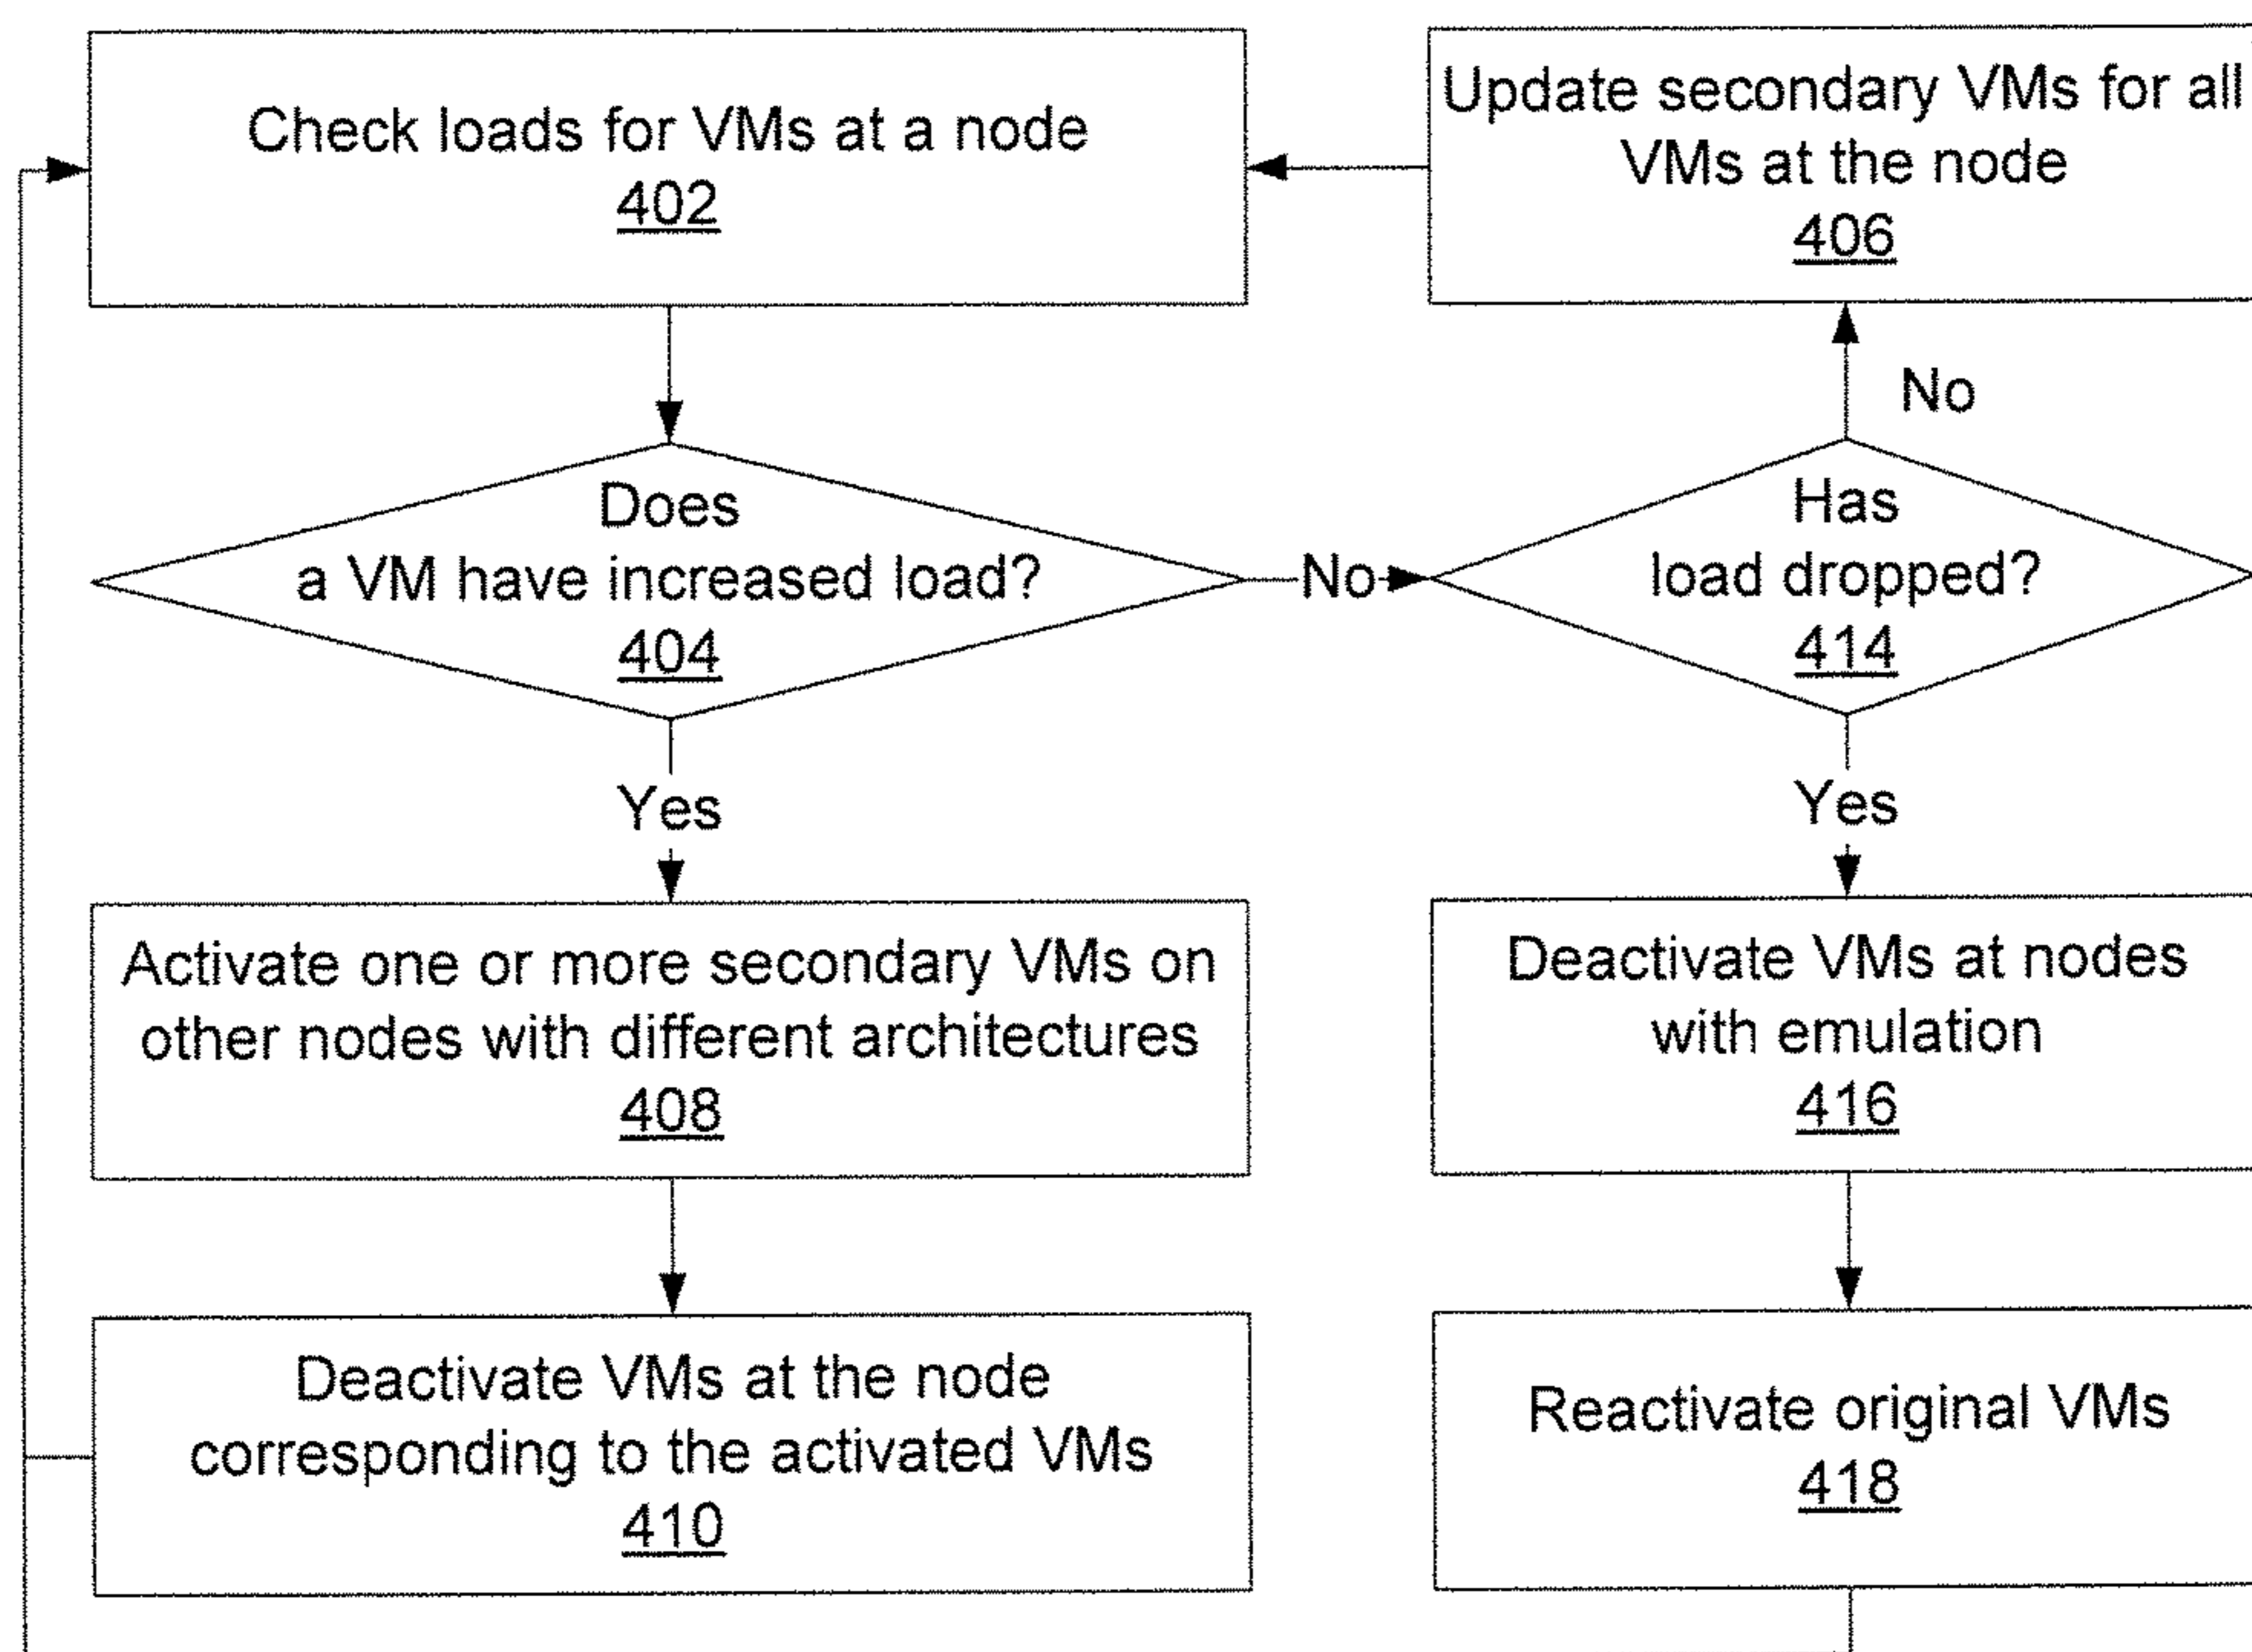 Check loads for VMs at a node
402
Update secondary VMs for all
VMs at the node
406
Does
a VM have increased load?
404
No
Has
load dropped?
414
No
Yes
Yes
Activate one or more secondary VMs on
other nodes with different architectures
408
Deactivate VMs at nodes
with emulation
416
Deactivate VMs at the node
corresponding to the activated VMs
410
Reactivate original VMs
418